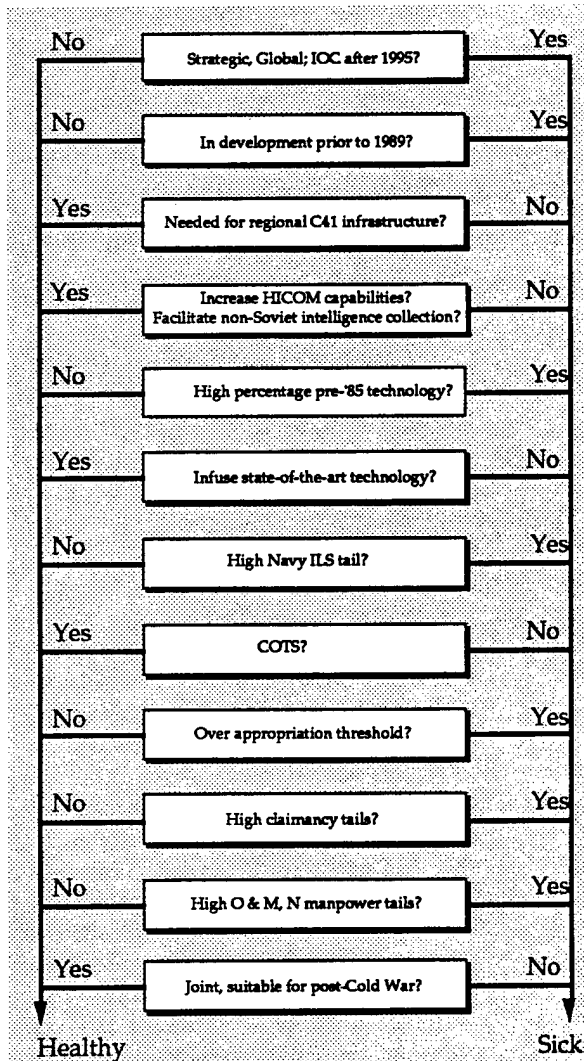 No Strategic, Global; IOC after 1995? Yes
No In development prior to 1989? Yes
Yes Needed for regional C41 infrastructure? No
Yes Increase HICOM capabilities? No
Facilitate non-Soviet intelligence collection?
No High percentage pre-'85 technology? Yes
Yes Infuse state-of-the-art technology? No
No High Navy ILS tail? Yes
Yes COTS? No
No Over appropriation threshold? Yes
No High claimancy tails? Yes
No High O & M, N manpower tails? Yes
Yes Joint, suitable for post-Cold War? No
Healthy Sick